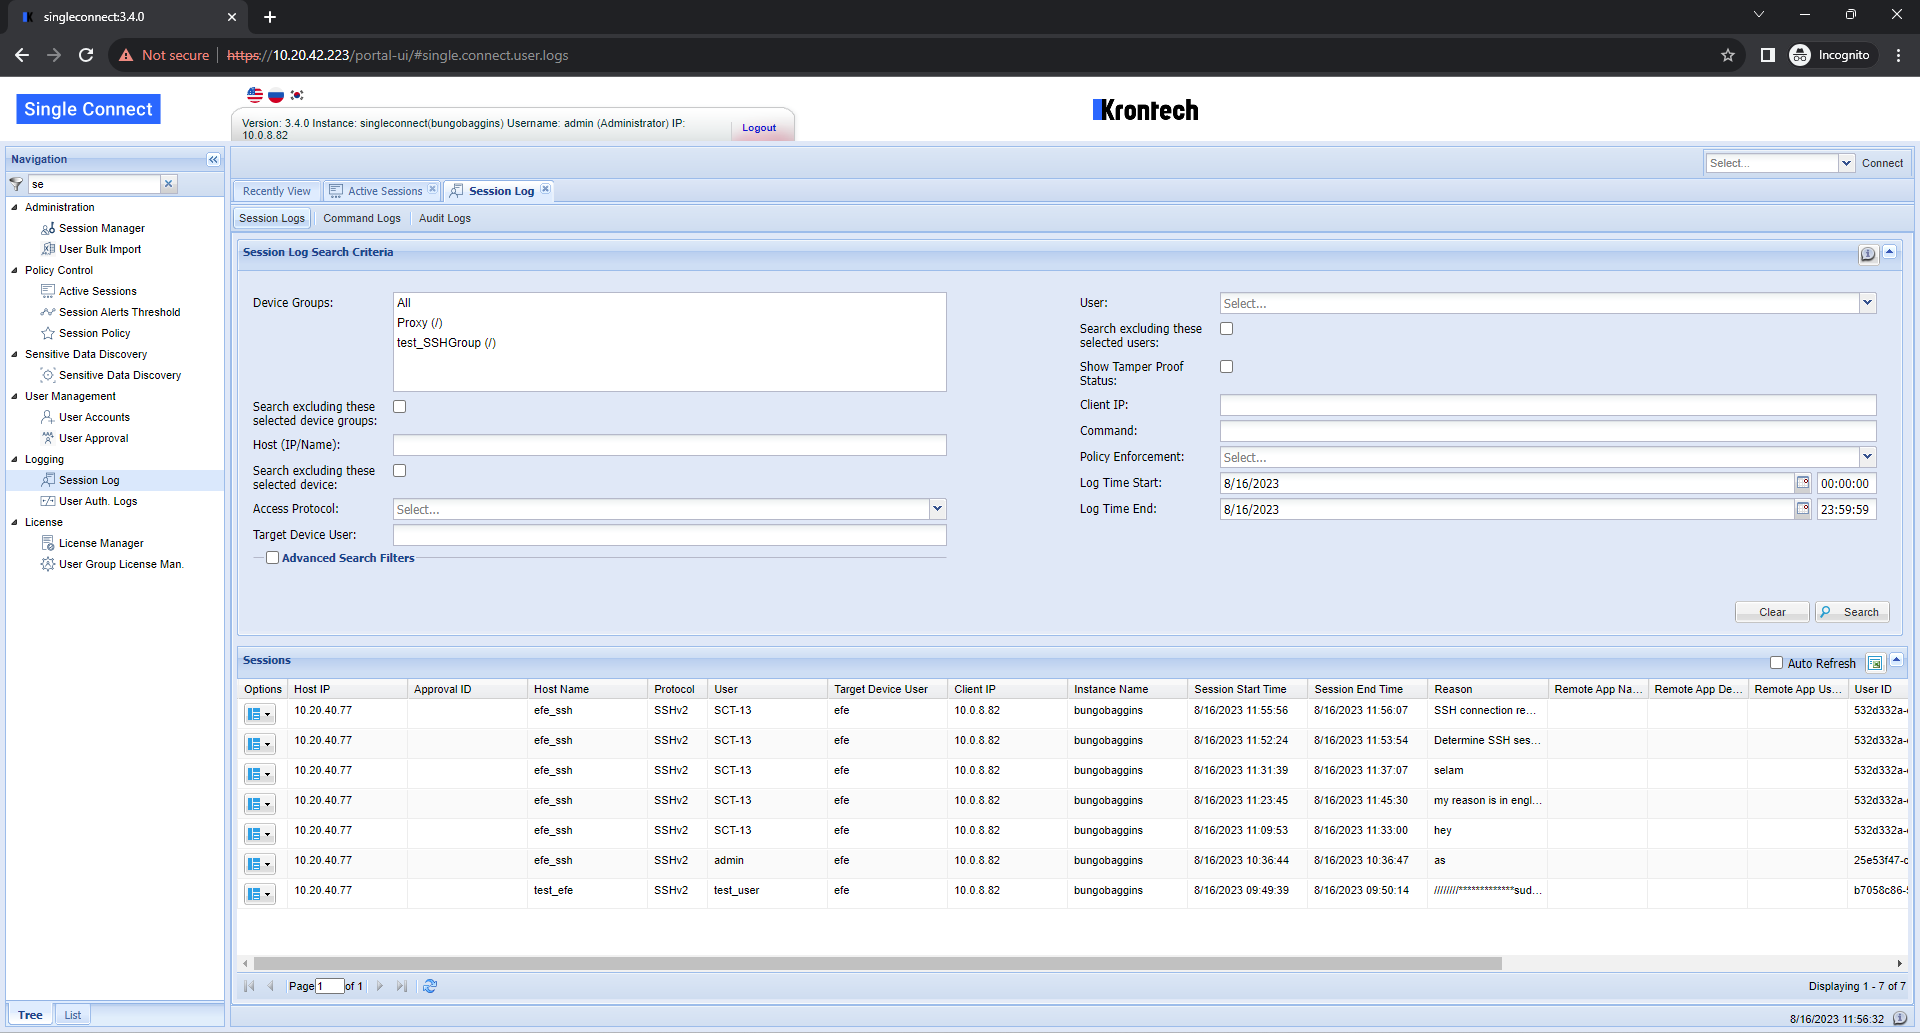 singleconnect:3.4.0
Not secure https://10.20.42.223/portal-ui/#single.connect.user.logs Incognito
Single Connect
Version: 3.4.0 Instance: singleconnect(bungobaggins) Username: admin (Administrator) IP:
10.0.8.82
Logout
Krontech
Navigation
se
Administration
Session Manager
User Bulk Import
Policy Control
Active Sessions
Session Alerts Threshold
Session Policy
Sensitive Data Discovery
Sensitive Data Discovery
User Management
User Accounts
User Approval
Logging
Session Log
User Auth. Logs
License
License Manager
User Group License Man.
Tree List
Select... Connect
Recently View Active Sessions Session Log
Session Logs Command Logs Audit Logs
Session Log Search Criteria
Device Groups:
All
Proxy (/)
test_SSHGroup (/)
Search excluding these
selected device groups:
Host (IP/Name):
Search excluding these
selected device:
Access Protocol: Select...
Target Device User:
Advanced Search Filters
User: Select...
Search excluding these
selected users:
Show Tamper Proof
Status:
Client IP:
Command:
Policy Enforcement: Select...
Log Time Start: 8/16/2023 00:00:00
Log Time End: 8/16/2023 23:59:59
Clear Search
Sessions Auto Refresh
Options Host IP Approval ID Host Name Protocol User Target Device User Client IP Instance Name Session Start Time Session End Time Reason Remote App Na... Remote App De... Remote App Us... User ID
10.20.40.77 efe_ssh SSHv2 SCT-13 efe 10.0.8.82 bungobaggins 8/16/2023 11:55:56 8/16/2023 11:56:07 SSH connection re... 532d332a-
10.20.40.77 efe_ssh SSHv2 SCT-13 efe 10.0.8.82 bungobaggins 8/16/2023 11:52:24 8/16/2023 11:53:54 Determine SSH ses... 532d332a-
10.20.40.77 efe_ssh SSHv2 SCT-13 efe 10.0.8.82 bungobaggins 8/16/2023 11:31:39 8/16/2023 11:37:07 selam 532d332a-
10.20.40.77 efe_ssh SSHv2 SCT-13 efe 10.0.8.82 bungobaggins 8/16/2023 11:23:45 8/16/2023 11:45:30 my reason is in engl... 532d332a-
10.20.40.77 efe_ssh SSHv2 SCT-13 efe 10.0.8.82 bungobaggins 8/16/2023 11:09:53 8/16/2023 11:33:00 hey 532d332a-
10.20.40.77 efe_ssh SSHv2 admin efe 10.0.8.82 bungobaggins 8/16/2023 10:36:44 8/16/2023 10:36:47 as 25e53f47-c
10.20.40.77 test_efe SSHv2 test_user efe 10.0.8.82 bungobaggins 8/16/2023 09:49:39 8/16/2023 09:50:14 ////////*************sud... b7058c86-
Page 1 of 1 Displaying 1 - 7 of 7
8/16/2023 11:56:32